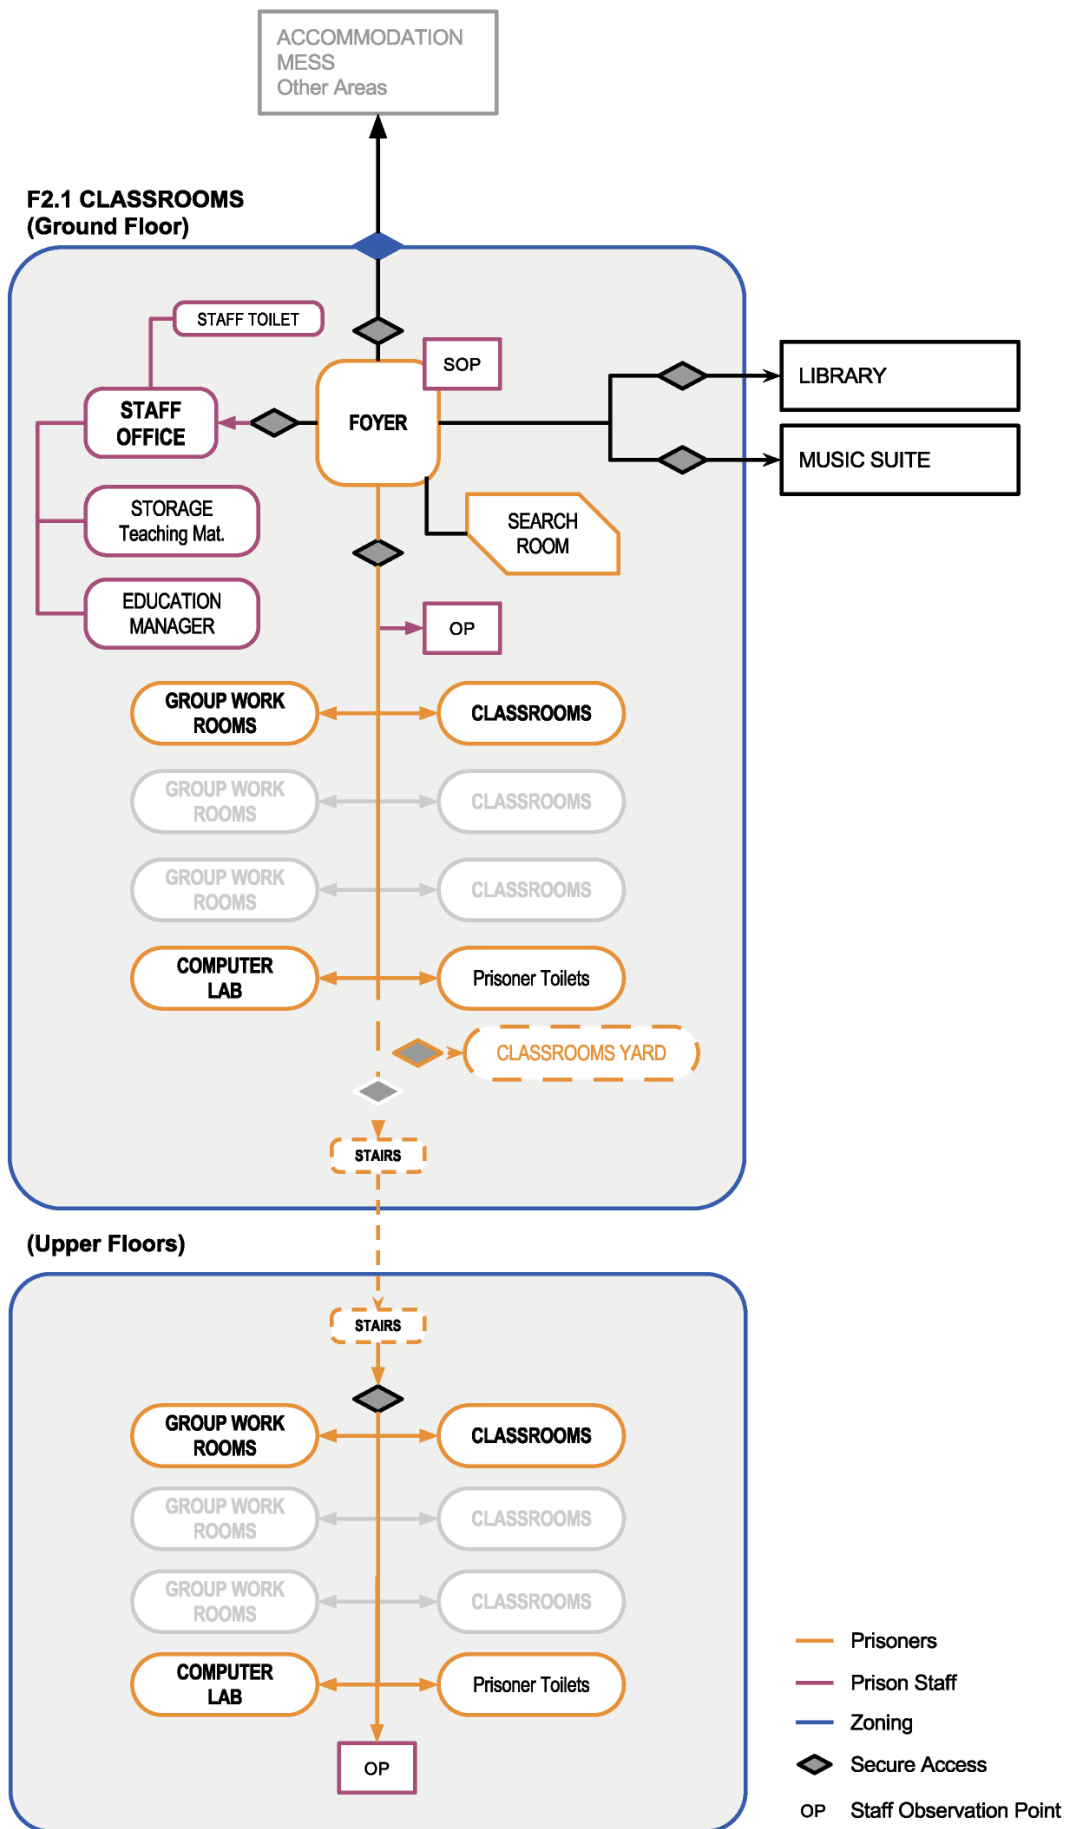 ACCOMMODATION
MESS
Other Areas
F2.1 CLASSROOMS
(Ground Floor)
STAFF TOILET
SOP
STAFF
OFFICE
FOYER
LIBRARY
MUSIC SUITE
STORAGE
Teaching Mat.
SEARCH
ROOM
EDUCATION
MANAGER
OP
GROUP WORK
ROOMS
CLASSROOMS
GROUP WORK
ROOMS
CLASSROOMS
GROUP WORK
ROOMS
CLASSROOMS
COMPUTER
LAB
Prisoner Toilets
CLASSROOMS YARD
STAIRS
(Upper Floors)
STAIRS
GROUP WORK
ROOMS
CLASSROOMS
GROUP WORK
ROOMS
CLASSROOMS
GROUP WORK
ROOMS
CLASSROOMS
COMPUTER
LAB
Prisoner Toilets
OP
Prisoners
Prison Staff
Zoning
Secure Access
OP Staff Observation Point